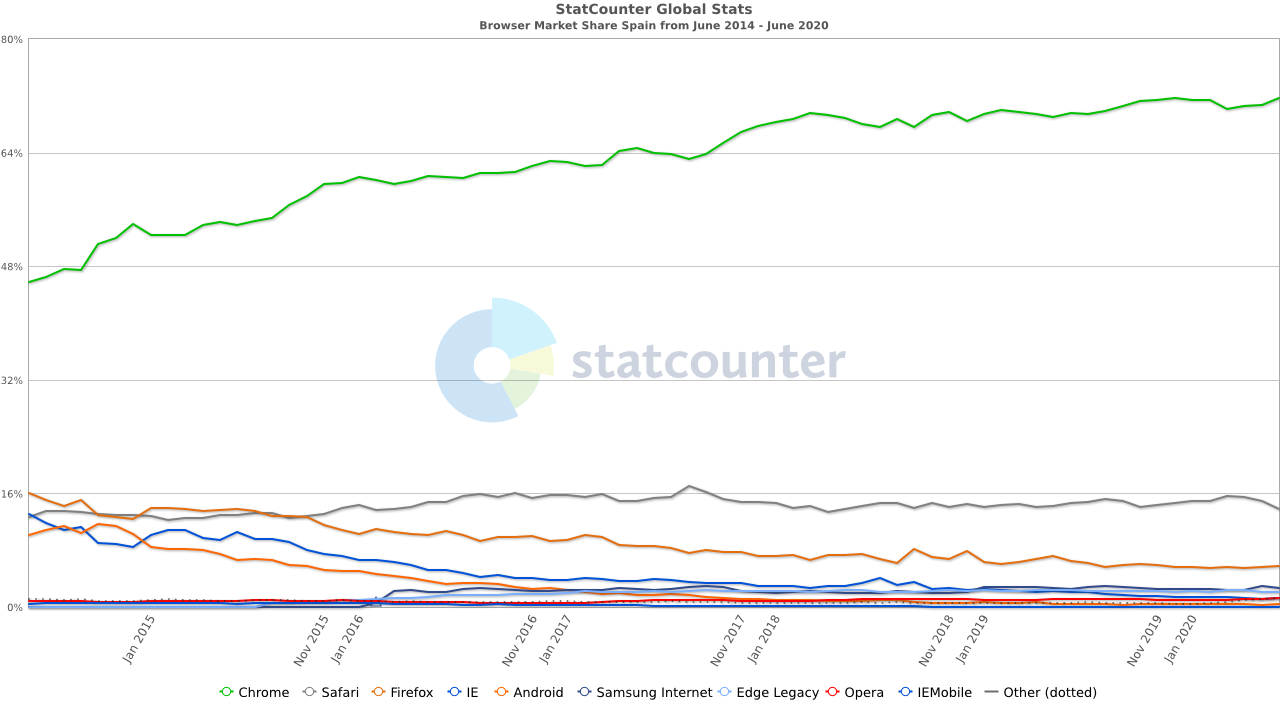 StatCounter Global Stats
Browser Market Share Spain from June 2014 - June 2020
80%
64%
48%
32%
16%
0%
statcounter
Jan 2015
Nov 2015
Jan 2016
Nov 2016
Jan 2017
Nov 2017
Jan 2018
Nov 2018
Jan 2019
Nov 2019
Jan 2020
Chrome Safari Firefox IE Android Samsung Internet Edge Legacy Opera IEMobile Other (dotted)